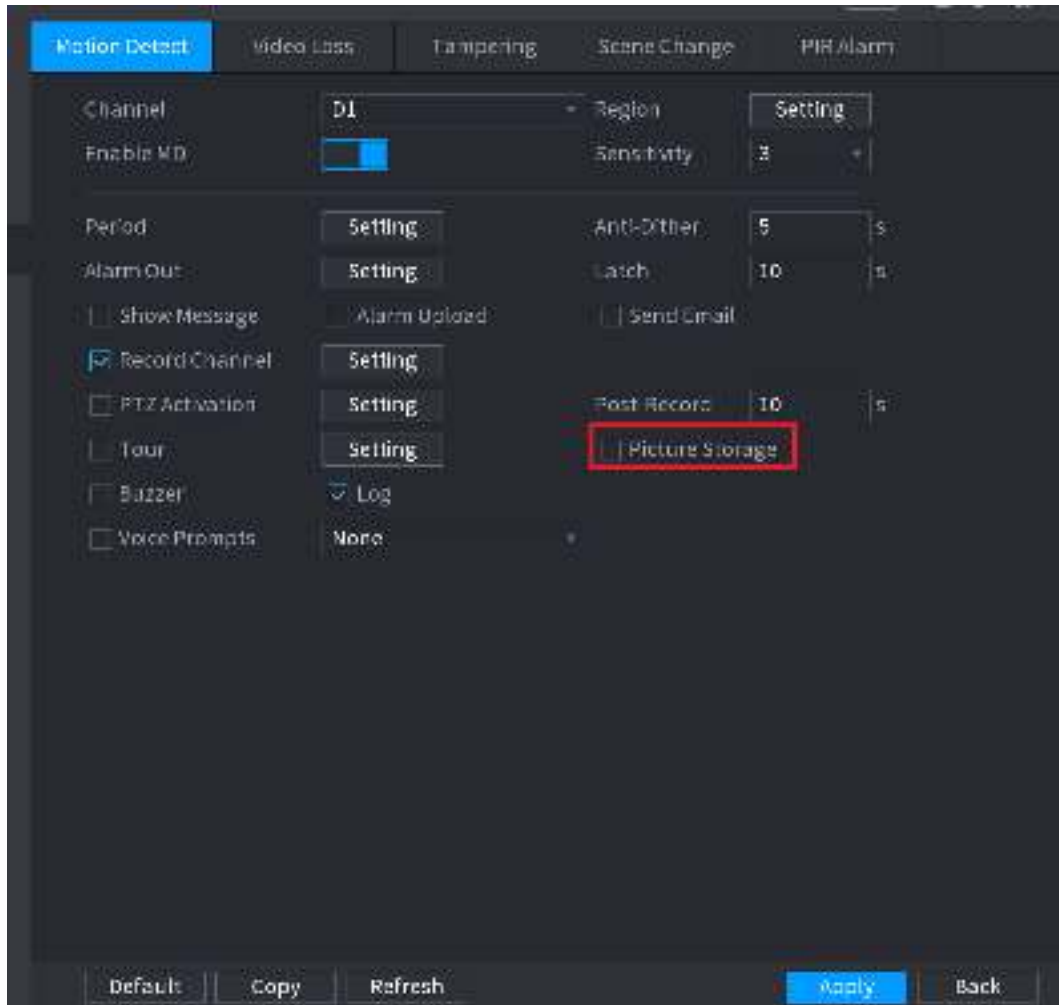 Motion Detect Video Loss Tampering Scene Change PIR Alarm
Channel D1 Region Setting
Enable MD Sensitivity 3
Period Setting Anti-Dither 5 s
Alarm Out Setting Latch 10 s
Show Message Alarm Upload Send Email
Record Channel Setting
PTZ Activation Setting Post Record 10 s
Tour Setting Picture Storage
Buzzer Log
Voice Prompts None
Default Copy Refresh Apply Back